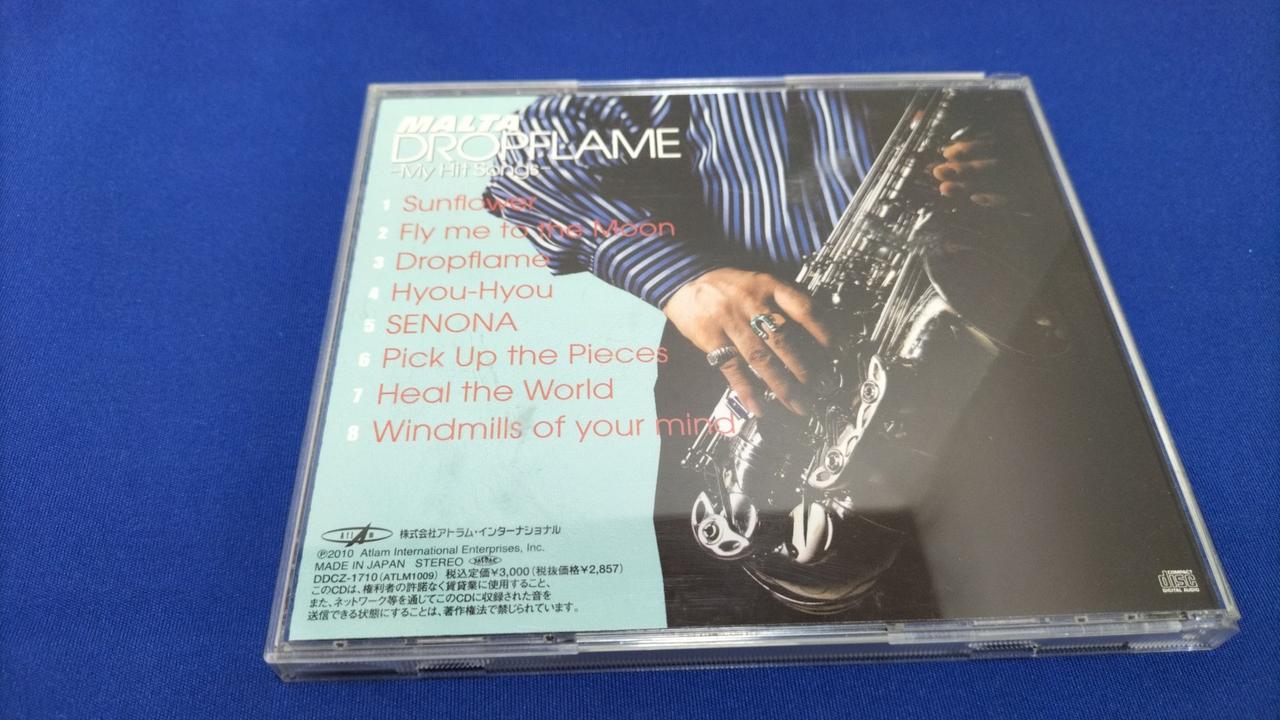 MALTA
DROPFLAME
-My Hit Songs-
1 Sunflower
2 Fly me to the Moon
3 Dropflame
4 Hyou-Hyou
5 SENONA
6 Pick Up the Pieces
7 Heal the World
8 Windmills of your mind
株式会社アトラム・インターナショナル
℗2010 Atlam International Enterprises, Inc.
MADE IN JAPAN STEREO
DDCZ-1710 (ATLM1009) 税込定価¥3,000 (税抜価格¥2,857)
このCDは、権利者の許諾なく賃貸業に使用すること、
また、ネットワーク等を通じてこのCDに収録された音を
送信できる状態にすることは、著作権法で禁じられています。
COMPACT
disc
DIGITAL AUDIO